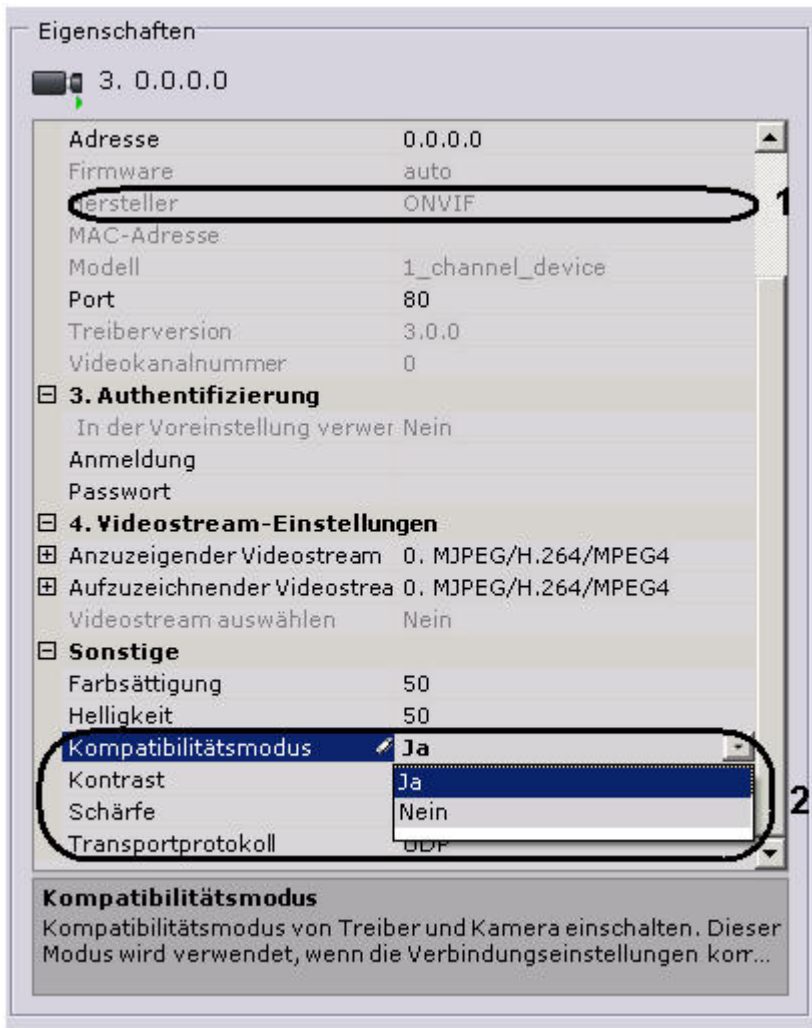 Eigenschaften
3. 0.0.0.0
Adresse 0.0.0.0
Firmware auto
Hersteller ONVIF 1
MAC-Adresse
Modell 1_channel_device
Port 80
Treiberversion 3.0.0
Videokanalnummer 0
3. Authentifizierung
In der Voreinstellung verwer Nein
Anmeldung
Passwort
4. Videostream-Einstellungen
Anzuzeigender Videostream 0. MJPEG/H.264/MPEG4
Aufzuzeichnender Videostrea 0. MJPEG/H.264/MPEG4
Videostream auswählen Nein
Sonstige
Farbsättigung 50
Helligkeit 50
Kompatibilitätsmodus Ja
Kontrast Ja
Schärfe Nein 2
Transportprotokoll UDP
Kompatibilitätsmodus
Kompatibilitätsmodus von Treiber und Kamera einschalten. Dieser
Modus wird verwendet, wenn die Verbindungseinstellungen korr...